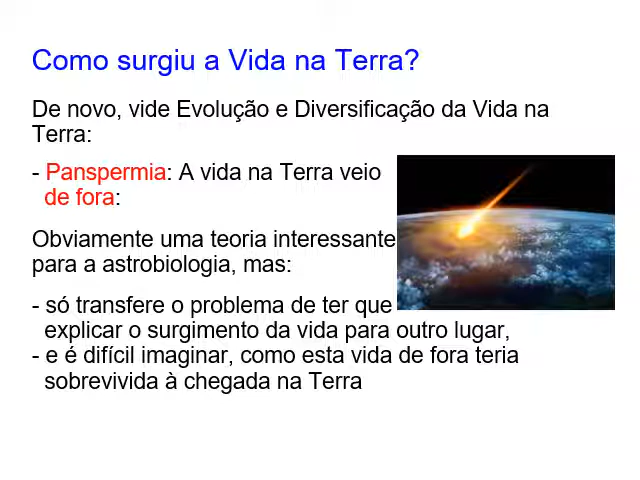 Como surgiu a Vida na Terra?
De novo, vide Evolução e Diversificação da Vida na
Terra:
- Panspermia: A vida na Terra veio
de fora:
Obviamente uma teoria interessante
para a astrobiologia, mas:
- só transfere o problema de ter que
explicar o surgimento da vida para outro lugar,
- e é difícil imaginar, como esta vida de fora teria
sobrevivida à chegada na Terra